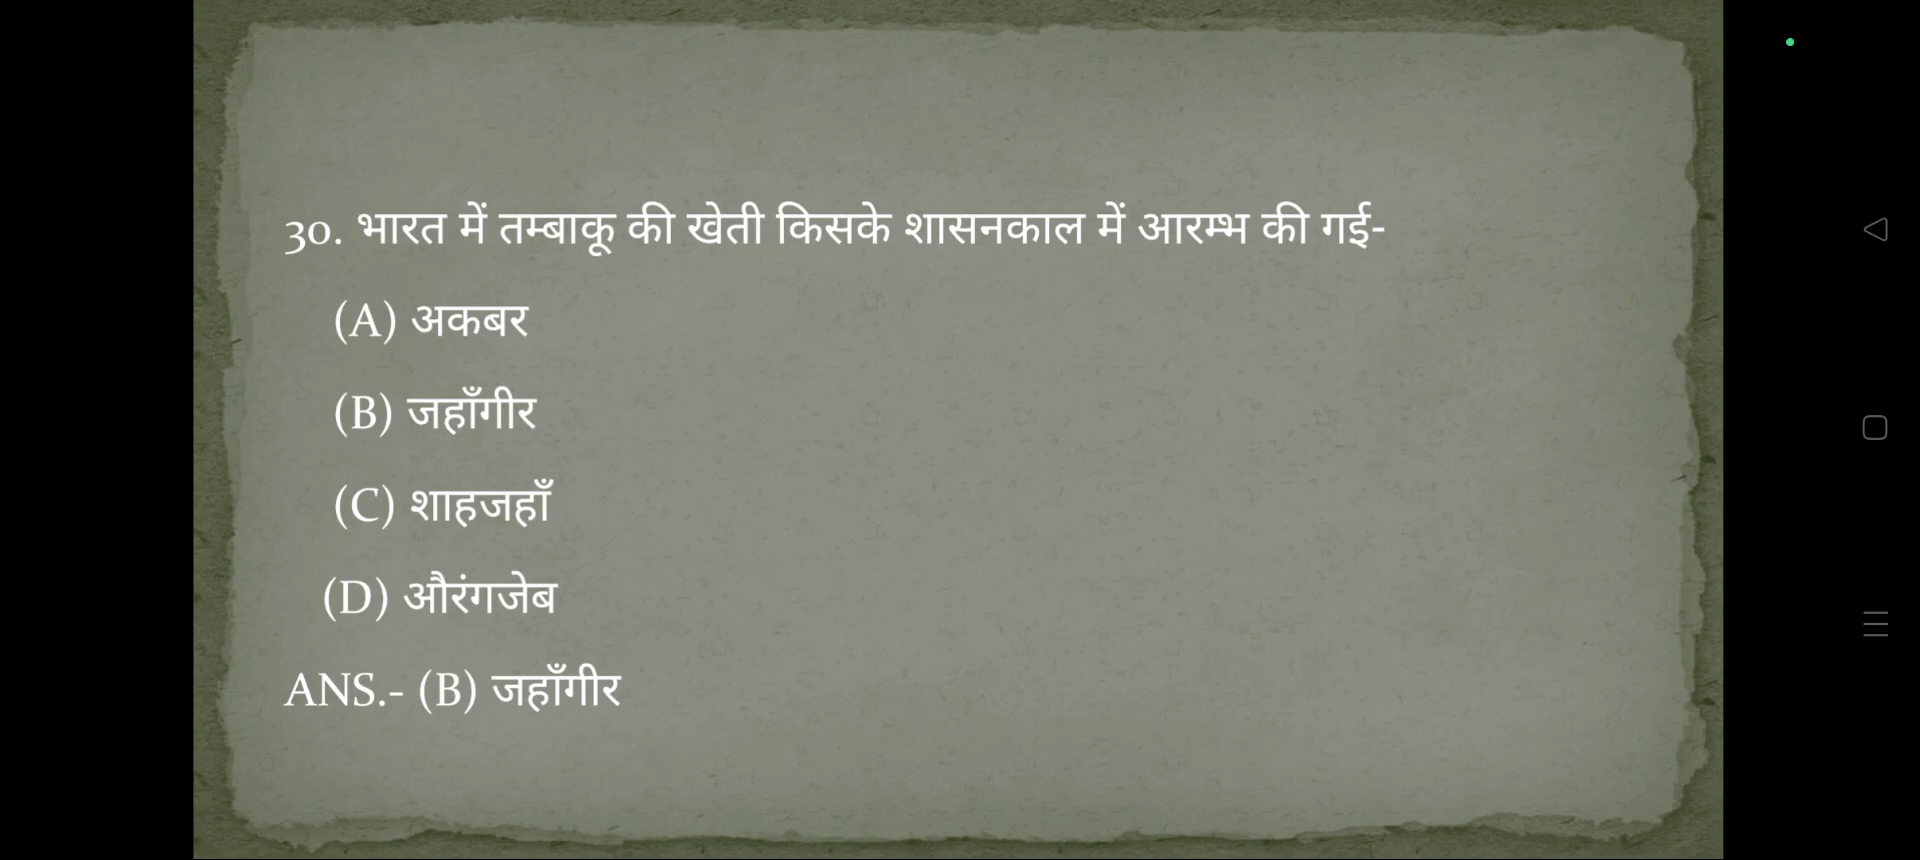 30. भारत में तम्बाकू की खेती किसके शासनकाल में आरम्भ की गई-
(A) अकबर
(B) जहाँगीर
(C) शाहजहाँ
(D) औरंगजेब
ANS.- (B) जहाँगीर